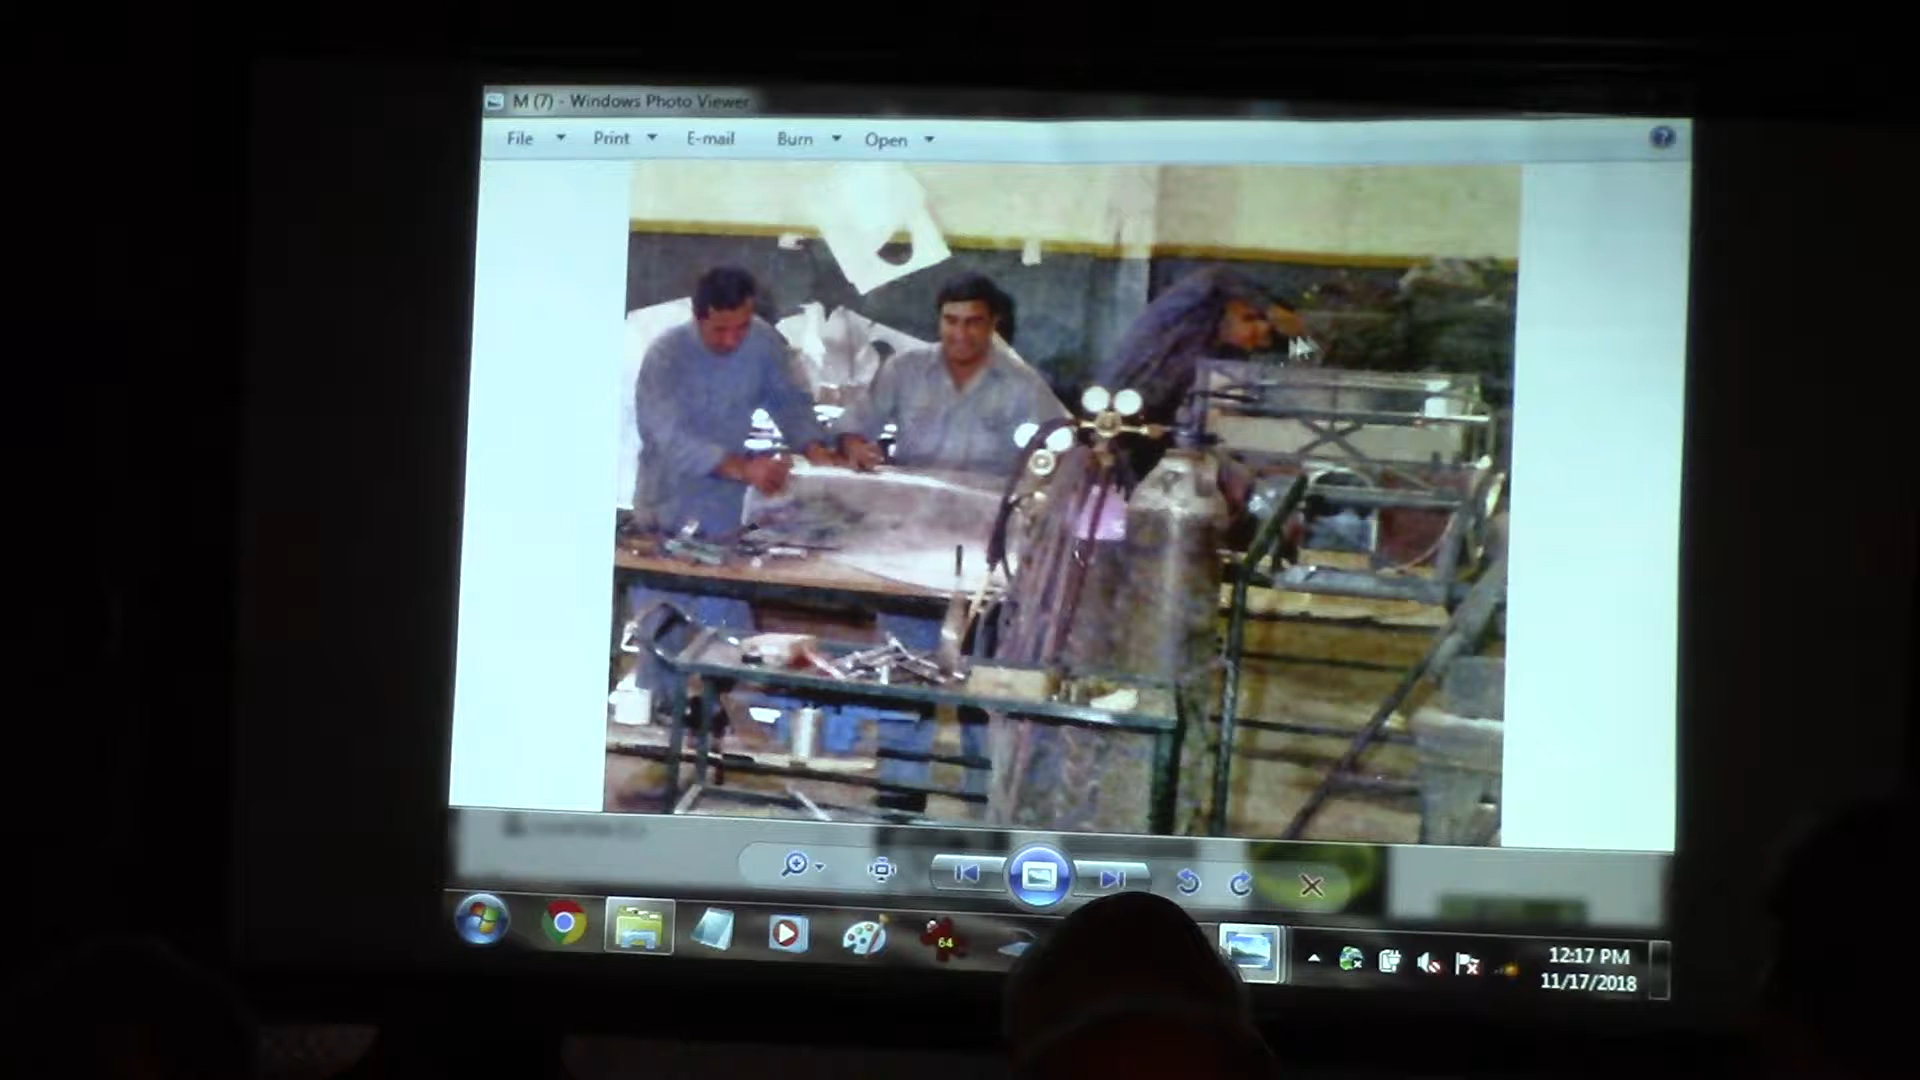 M (7) - Windows Photo Viewer
File Print E-mail Burn Open
64
12:17 PM
11/17/2018